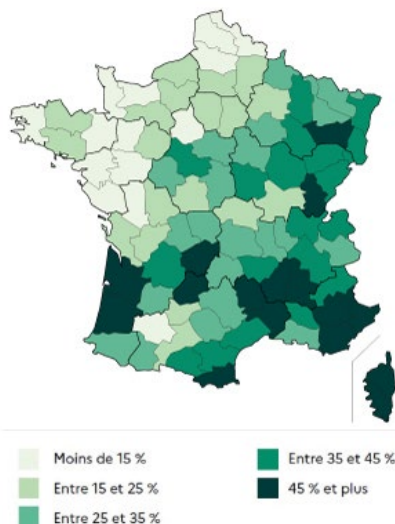 Moins de 15 %
Entre 15 et 25 %
Entre 25 et 35 %
Entre 35 et 45 %
45 % et plus